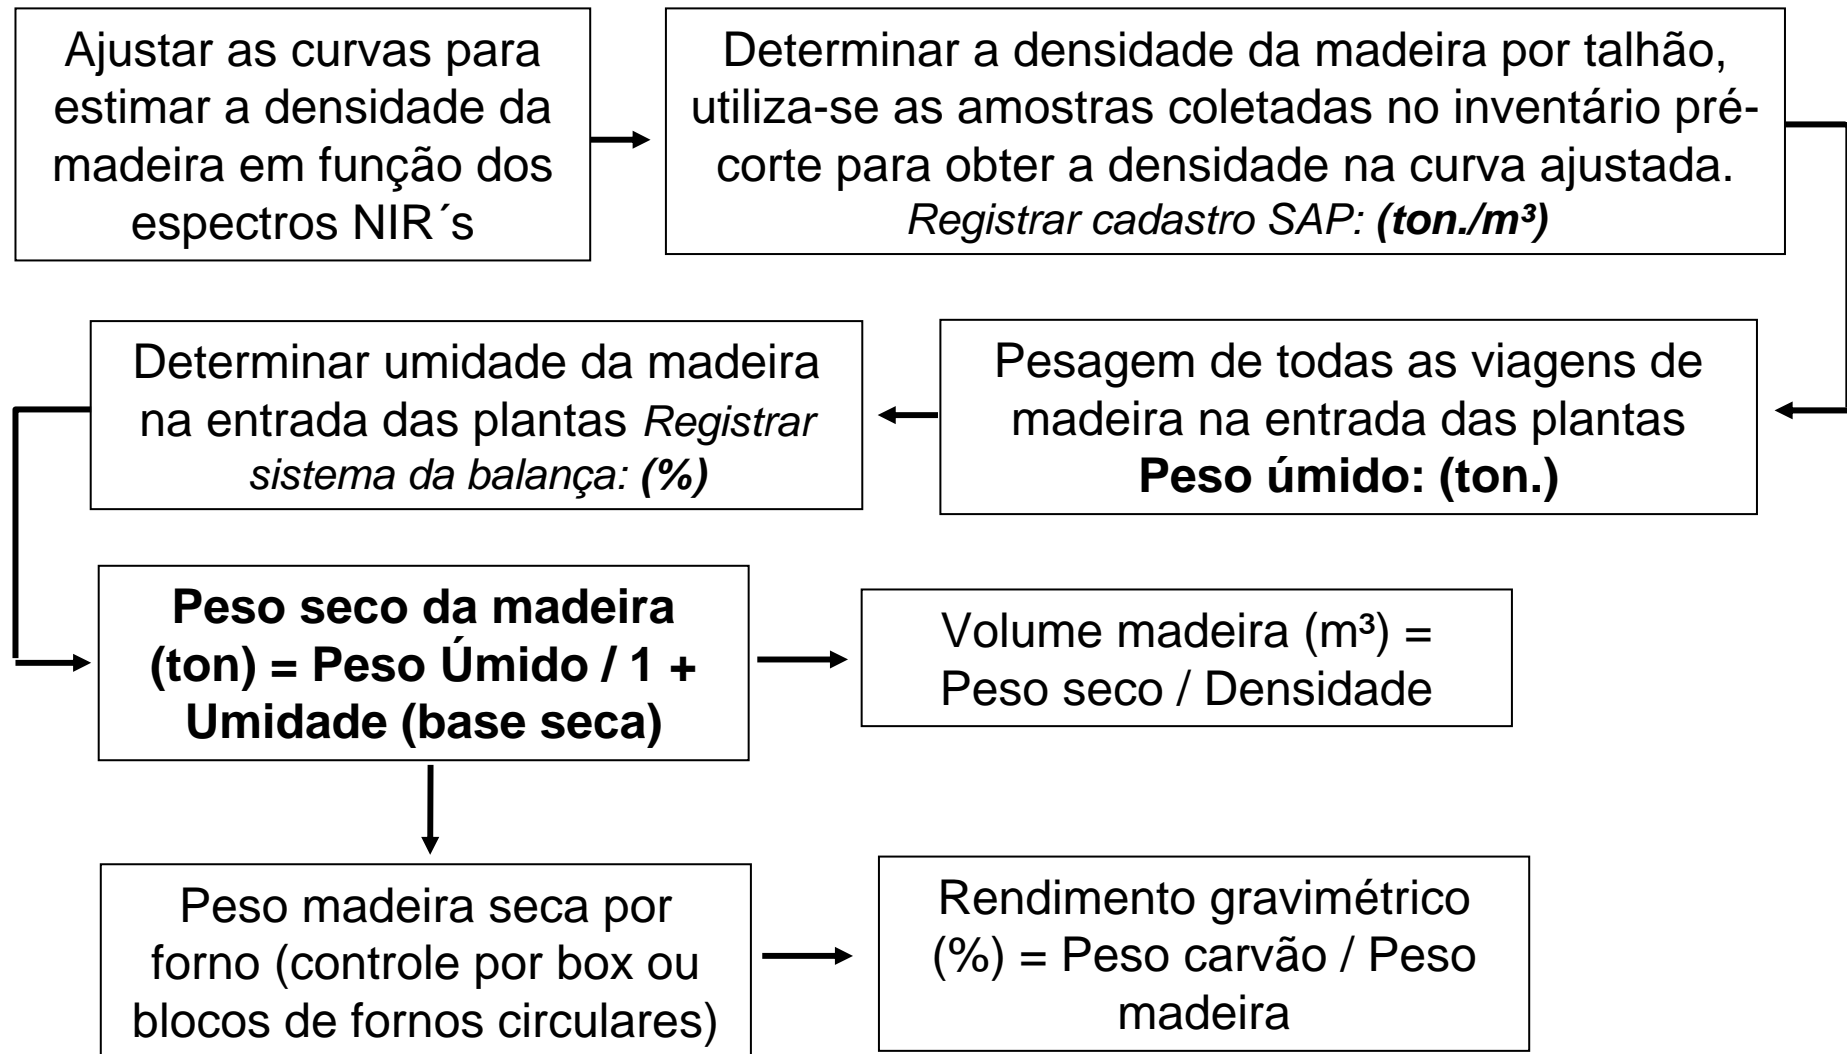 Ajustar as curvas para
estimar a densidade da
madeira em função dos
espectros NIR´s
Determinar a densidade da madeira por talhão,
utiliza-se as amostras coletadas no inventário pré-
corte para obter a densidade na curva ajustada.
Registrar cadastro SAP: (ton./m³)
Pesagem de todas as viagens de
madeira na entrada das plantas
Peso úmido: (ton.)
Determinar umidade da madeira
na entrada das plantas Registrar
sistema da balança: (%)
Peso seco da madeira
(ton) = Peso Úmido / 1 +
Umidade (base seca)
Volume madeira (m³) =
Peso seco / Densidade
Peso madeira seca por
forno (controle por box ou
blocos de fornos circulares)
Rendimento gravimétrico
(%) = Peso carvão / Peso
madeira